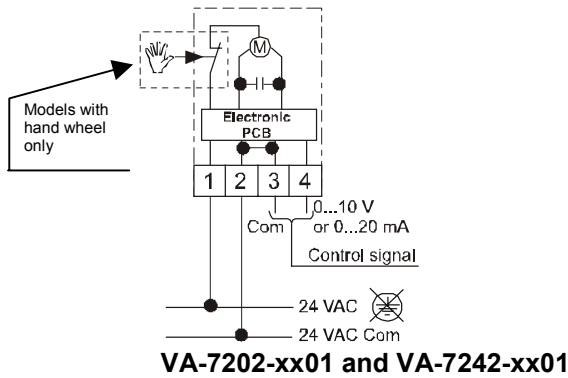 M
Models with
hand wheel
only
Electronic
PCB
1 2 3 4
0...10 V
Com or 0...20 mA
Control signal
24 VAC
24 VAC Com
VA-7202-xx01 and VA-7242-xx01